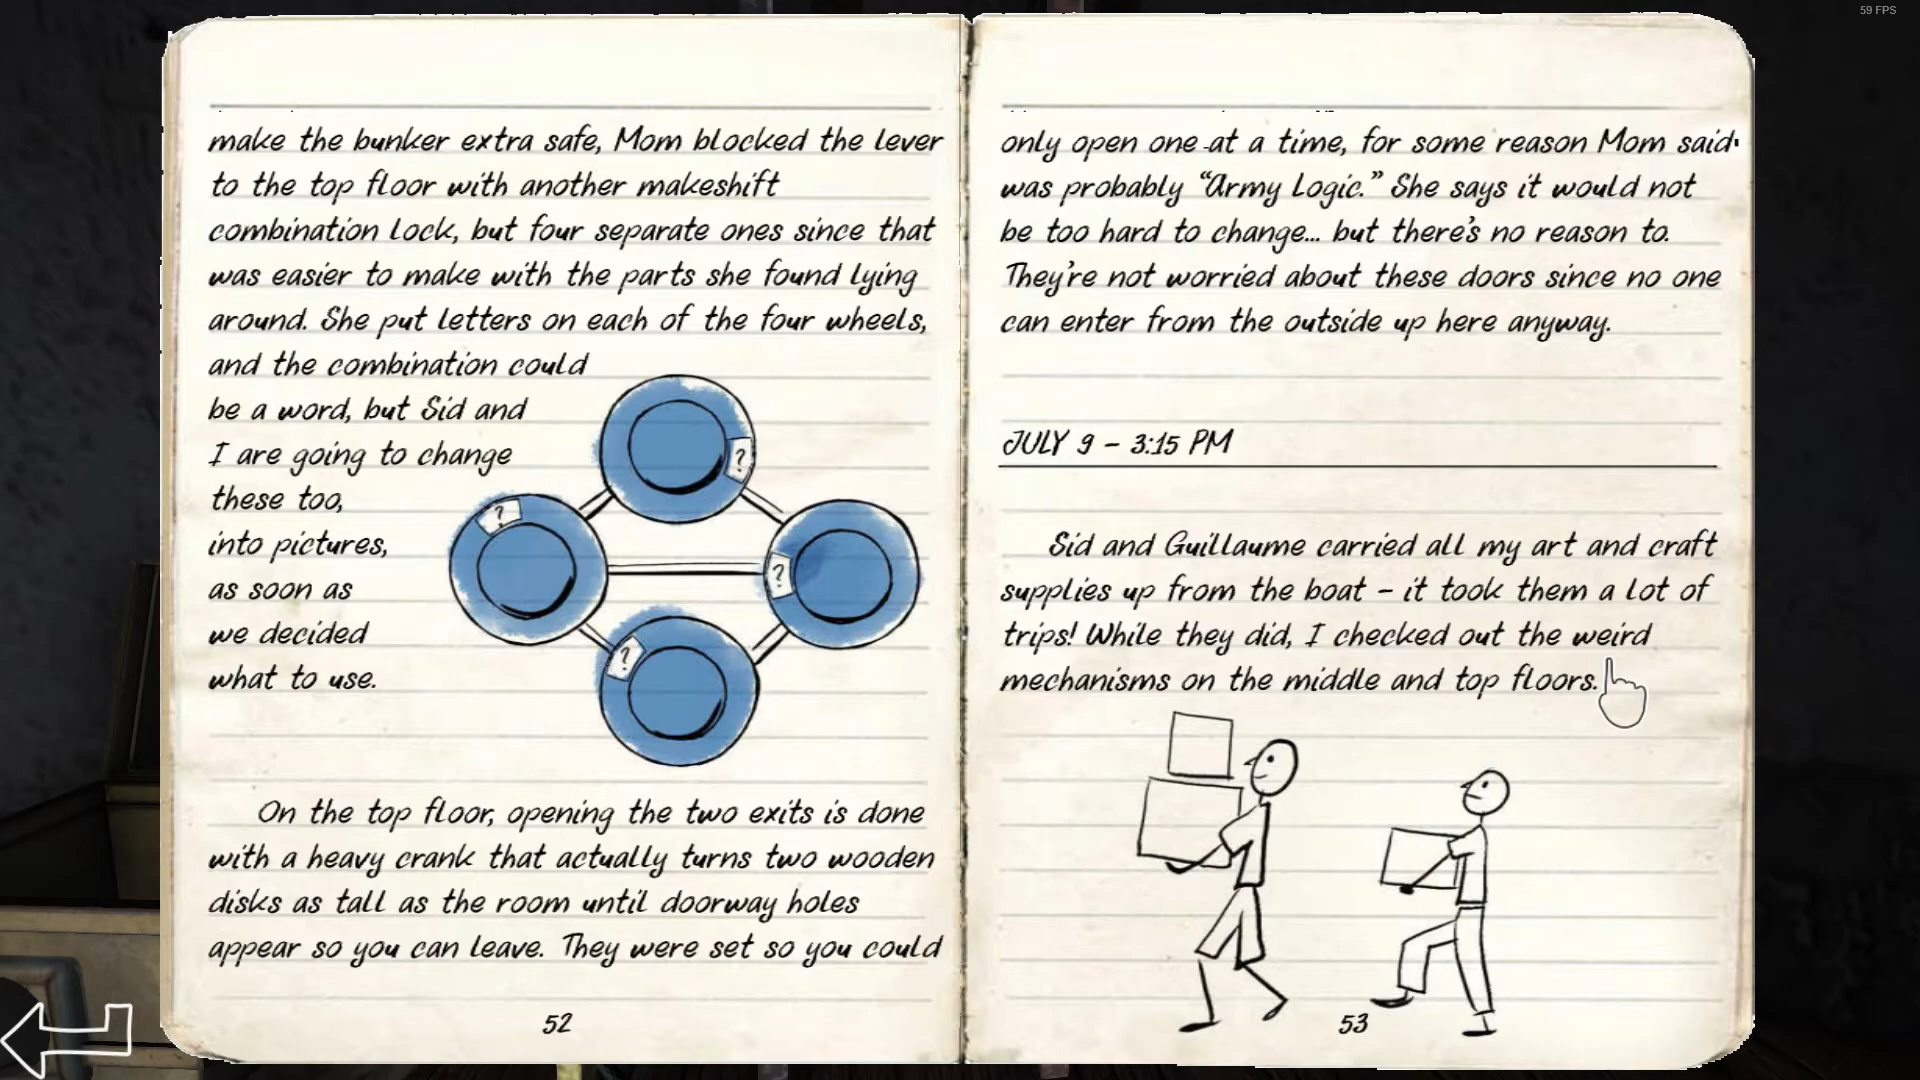 59 FPS
make the bunker extra safe, Mom blocked the lever
to the top floor with another makeshift
combination lock, but four separate ones since that
was easier to make with the parts she found lying
around. She put letters on each of the four wheels,
and the combination could
be a word, but Sid and
I are going to change
these too,
into pictures,
as soon as
we decided
what to use.
?
?
?
?
On the top floor, opening the two exits is done
with a heavy crank that actually turns two wooden
disks as tall as the room until doorway holes
appear so you can leave. They were set so you could
52
only open one at a time, for some reason Mom said
was probably “Army Logic.” She says it would not
be too hard to change... but there's no reason to.
They're not worried about these doors since no one
can enter from the outside up here anyway.
JULY 9 - 3:15 PM
Sid and Guillaume carried all my art and craft
supplies up from the boat - it took them a lot of
trips! While they did, I checked out the weird
mechanisms on the middle and top floors.
53